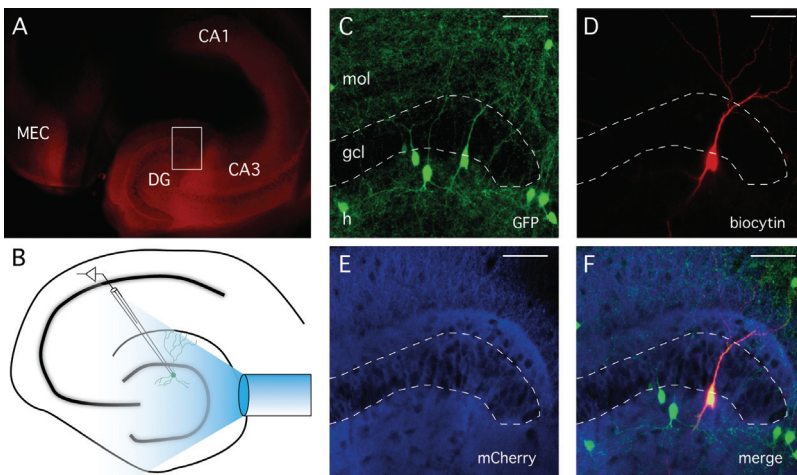 A
CA1
MEC
DG
CA3
B
C
mol
gcl
h
GFP
D
biocytin
E
mCherry
F
merge